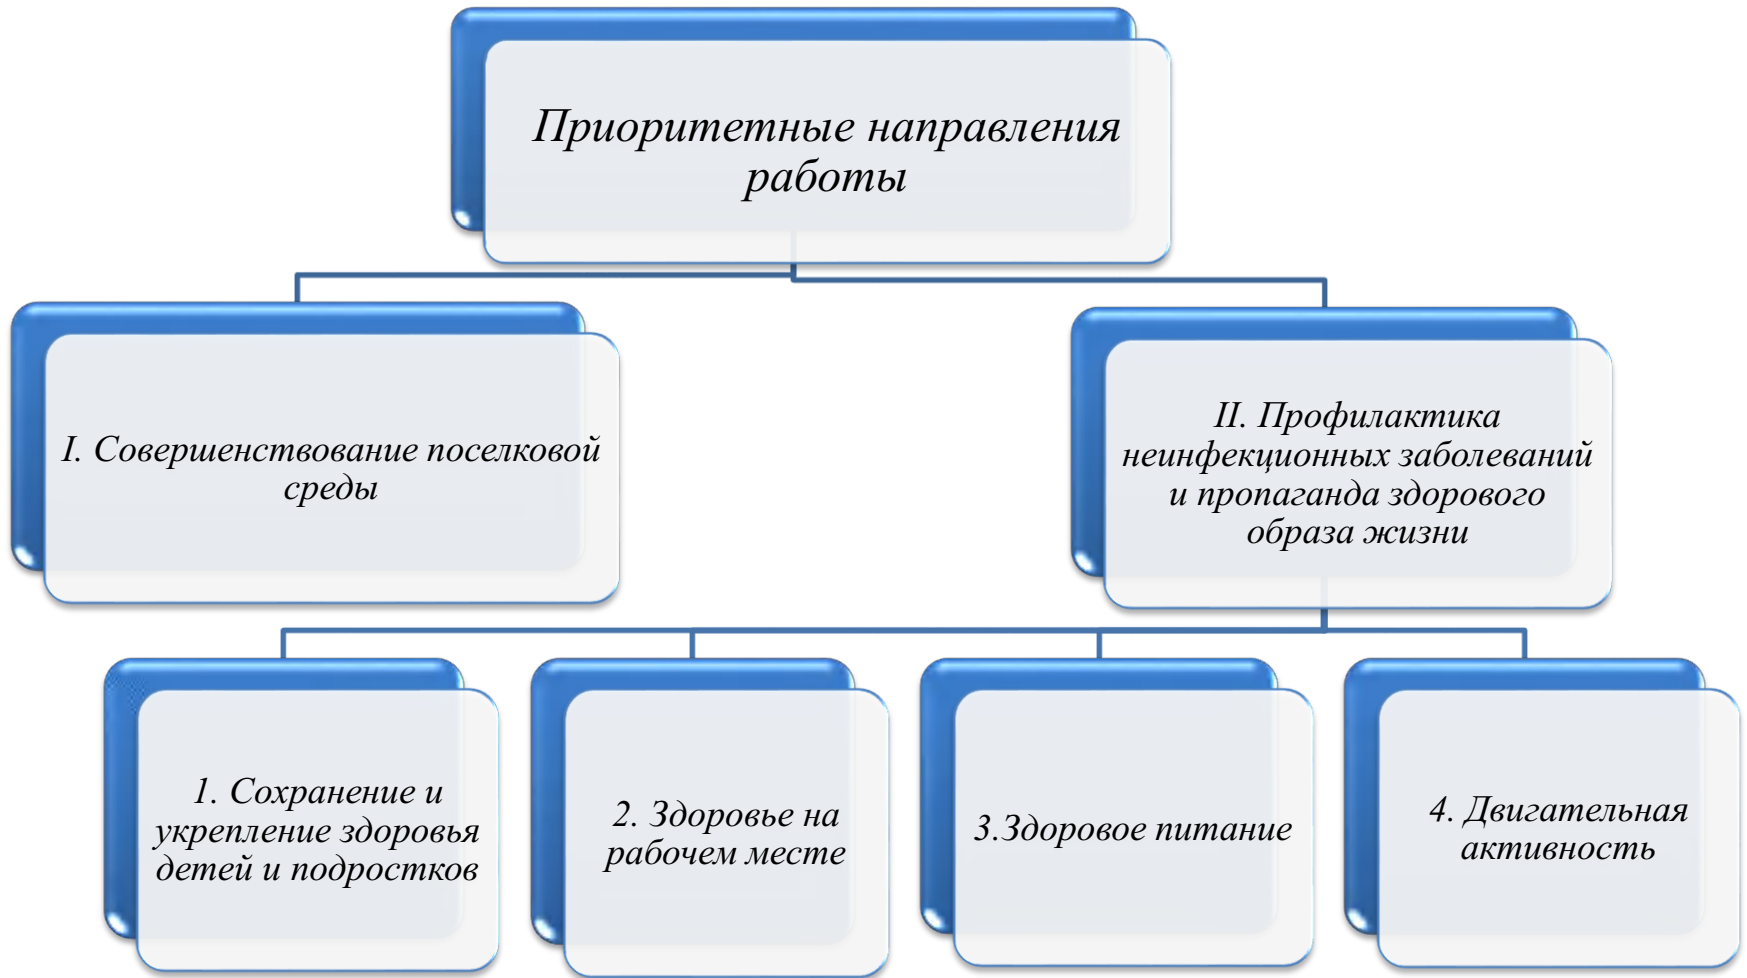 Приоритетные направления
работы
I. Совершенствование поселковой
среды
II. Профилактика
неинфекционных заболеваний
и пропаганда здорового
образа жизни
1. Сохранение и
укрепление здоровья
детей и подростков
2. Здоровье на
рабочем месте
3.Здоровое питание
4. Двигательная
активность